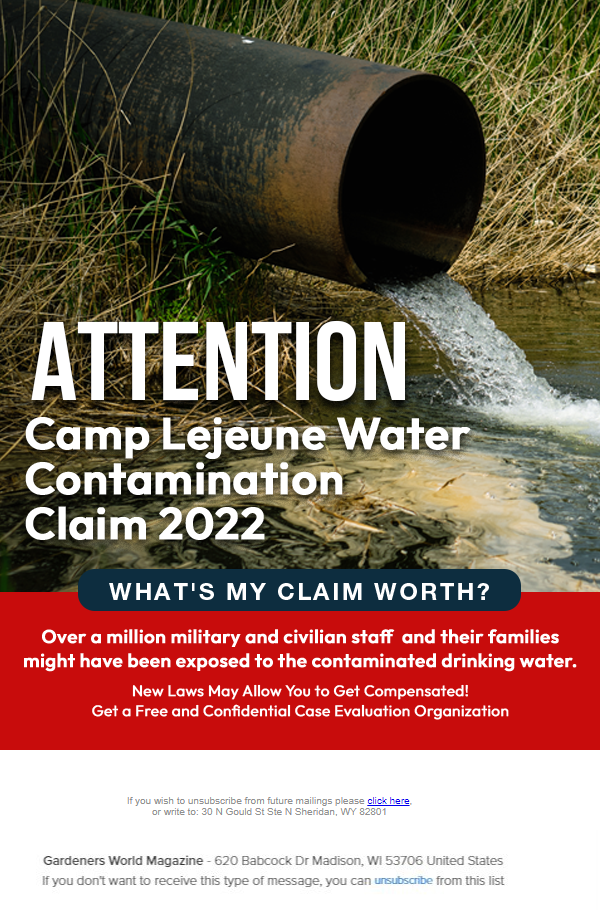 ATTENTION
Camp Lejeune Water
Contamination
Claim 2022
WHAT'S MY CLAIM WORTH?
Over a million military and civilian staff and their families
might have been exposed to the contaminated drinking water.
New Laws May Allow You to Get Compensated!
Get a Free and Confidential Case Evaluation Organization
If you wish to unsubscribe from future mailings please click here,
or write to: 30 N Gould St Ste N Sheridan, WY 82801
Gardeners World Magazine - 620 Babcock Dr Madison, WI 53706 United States
If you don't want to receive this type of message, you can unsubscribe from this list